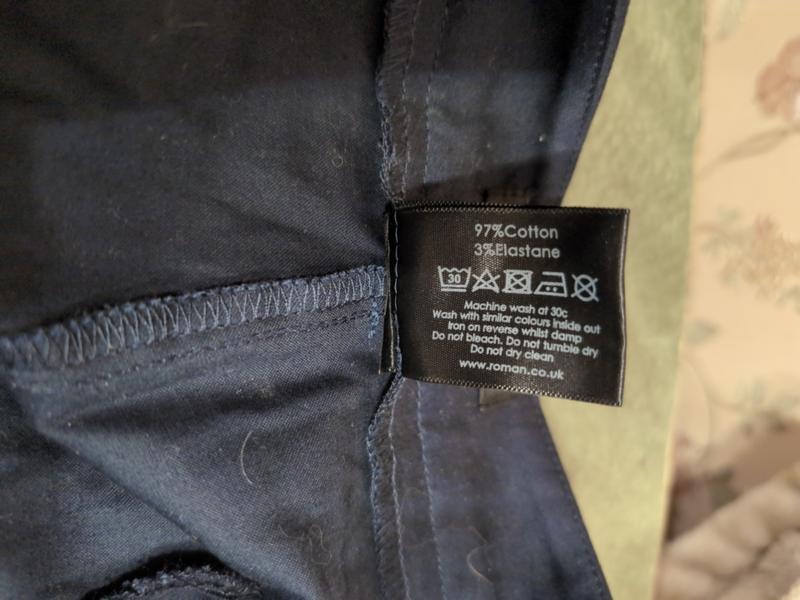 97%Cotton
3%Elastane
30
Machine wash at 30c
Wash with similar colours inside out
Iron on reverse whilst damp
Do not bleach. Do not tumble dry
Do not dry clean
www.roman.co.uk